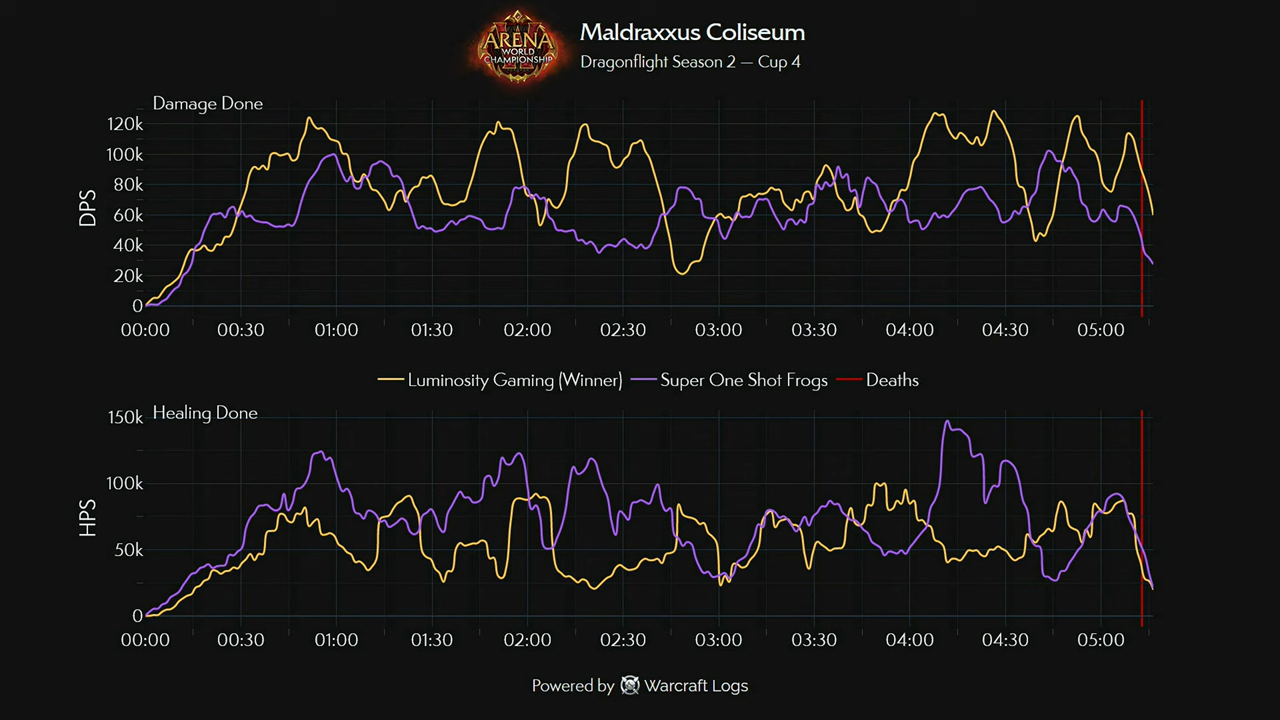 ARENA
WORLD
CHAMPIONSHIP
Maldraxxus Coliseum
Dragonflight Season 2 — Cup 4
Damage Done
DPS
120k
100k
80k
60k
40k
20k
0
00:00 00:30 01:00 01:30 02:00 02:30 03:00 03:30 04:00 04:30 05:00
Luminosity Gaming (Winner) Super One Shot Frogs Deaths
Healing Done
HPS
150k
100k
50k
0
00:00 00:30 01:00 01:30 02:00 02:30 03:00 03:30 04:00 04:30 05:00
Powered by Warcraft Logs